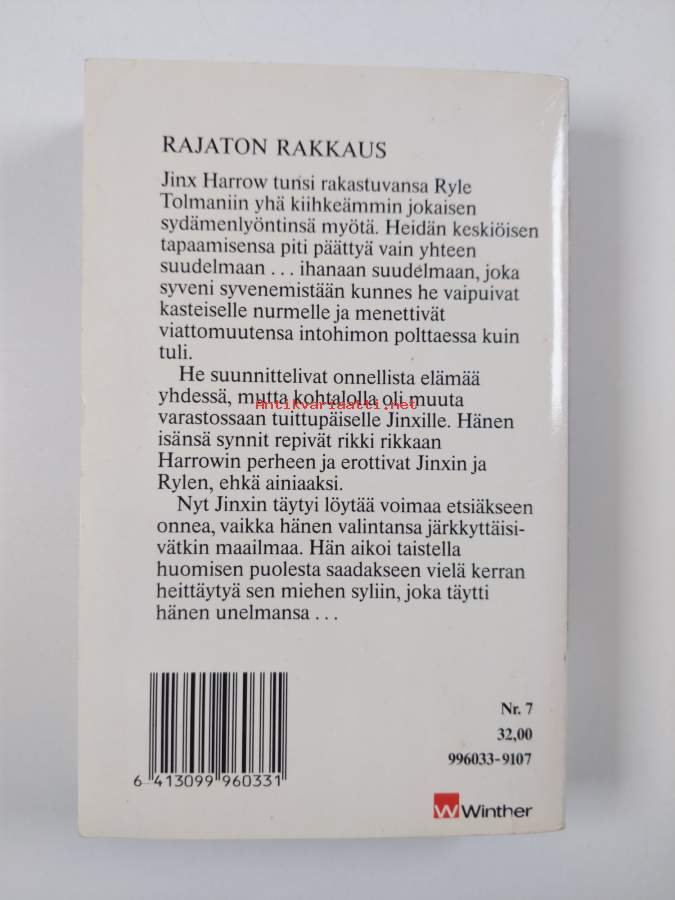 RAJATON RAKKAUS
Jinx Harrow tunsi rakastuvansa Ryle
Tolmaniin yhä kiihkeämmin jokaisen
sydämenlyöntinsä myötä. Heidän keskiöisen
tapaamisensa piti päättyä vain yhteen
suudelmaan . . . ihanaan suudelmaan, joka
syveni syvenemistään kunnes he vaipuivat
kasteiselle nurmelle ja menettivät
viattomuutensa intohimon polttaessa kuin
tuli.
He suunnittelivat onnellista elämää
yhdessä, mutta kohtalolla oli muuta
Antikvariaatti.net
varastossaan tuittupäiselle Jinxille. Hänen
isänsä synnit repivät rikki rikkaan
Harrowin perheen ja erottivat Jinxin ja
Rylen, ehkä ainiaaksi.
Nyt Jinxin täytyi löytää voimaa etsiäkseen
onnea, vaikka hänen valintansa järkkyttäisi-
vätkin maailmaa. Hän aikoi taistella
huomisen puolesta saadakseen vielä kerran
heittäytyä sen miehen syliin, joka täytti
hänen unelmansa . . .
6 413099 960331
Nr. 7
32,00
996033-9107
Winther